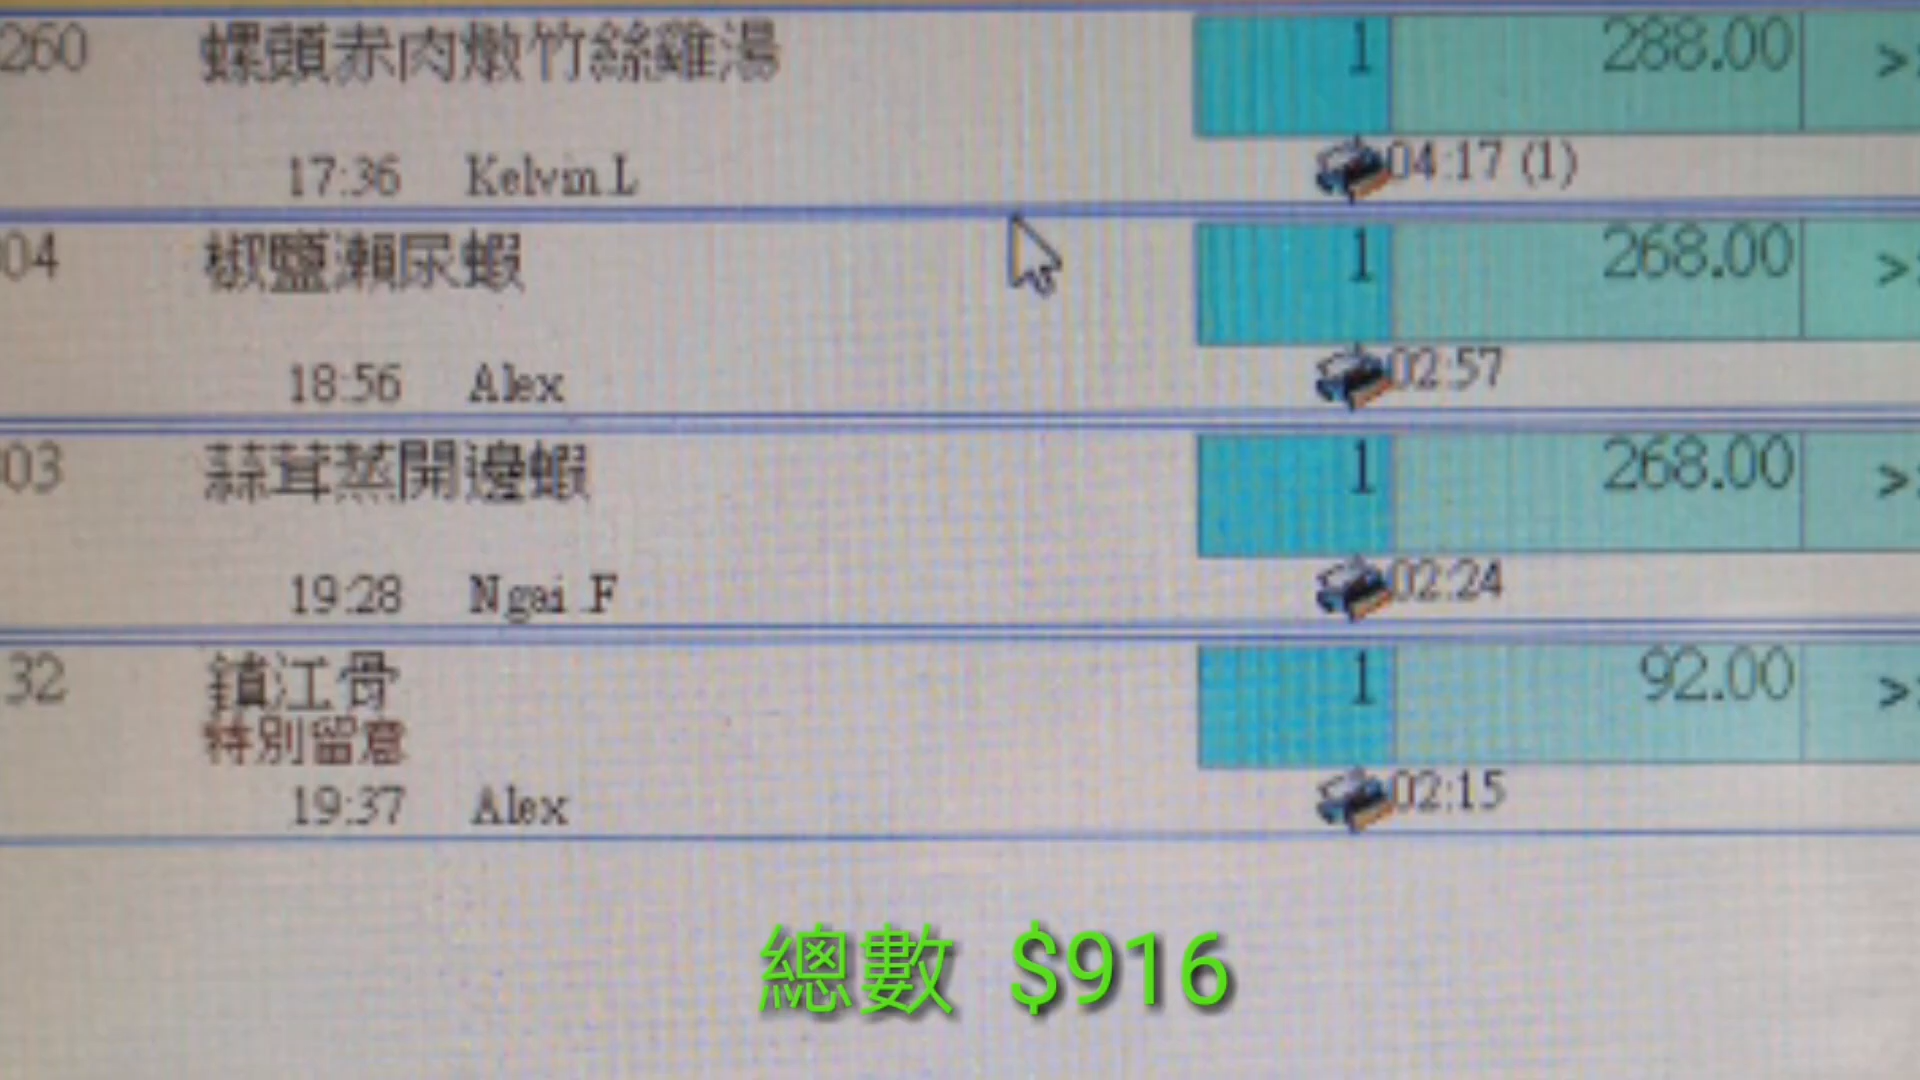 260 螺頭赤肉燉竹絲雞湯 1 288.00 >
17:36 Kelvin.L 04:17 (1)
04 椒鹽瀨尿蝦 1 268.00 >
18:56 Alex 02:57
03 蒜茸蒸開邊蝦 1 268.00 >
19:28 Ngai .F 02:24
32 鎮江骨 1 92.00 >
特別留意
19:37 Alex 02:15
總數 $916